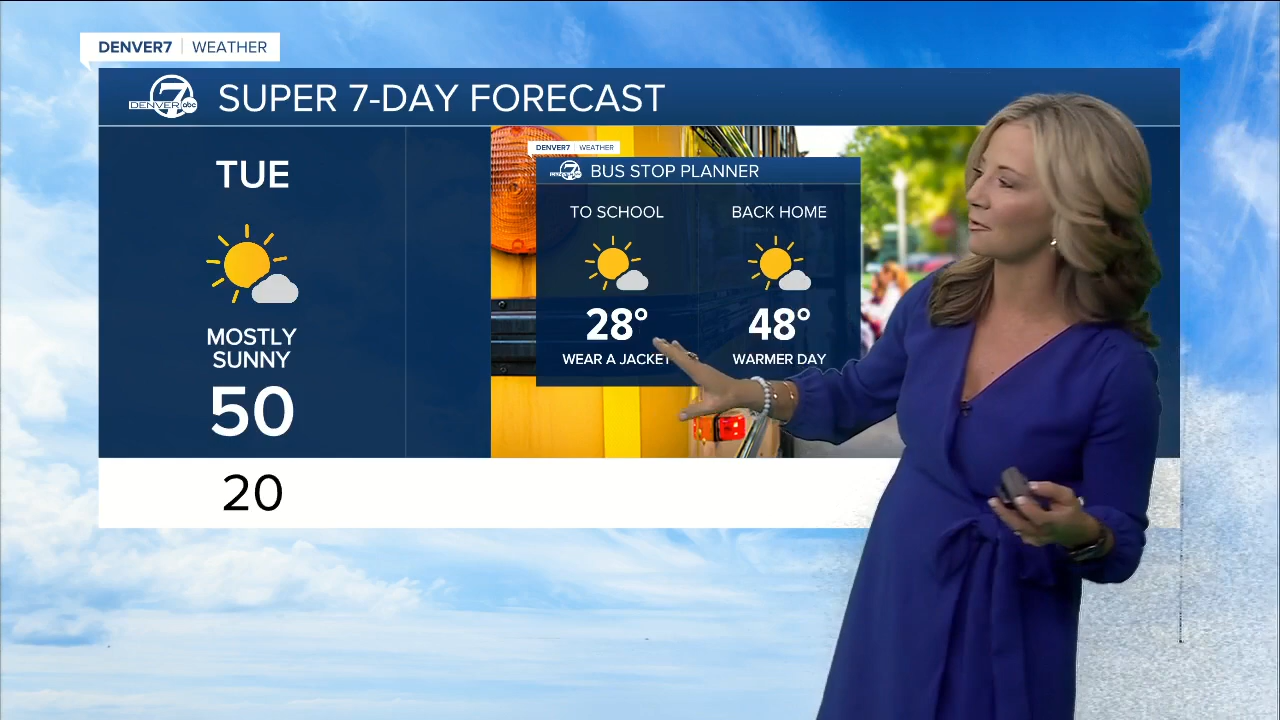 DENVER7 | WEATHER
7
DENVER abc
SUPER 7-DAY FORECAST
TUE
MOSTLY
SUNNY
50
20
DENVER7 | WEATHER
7
BUS STOP PLANNER
TO SCHOOL
28°
WEAR A JACKET
BACK HOME
48°
WARMER DAY